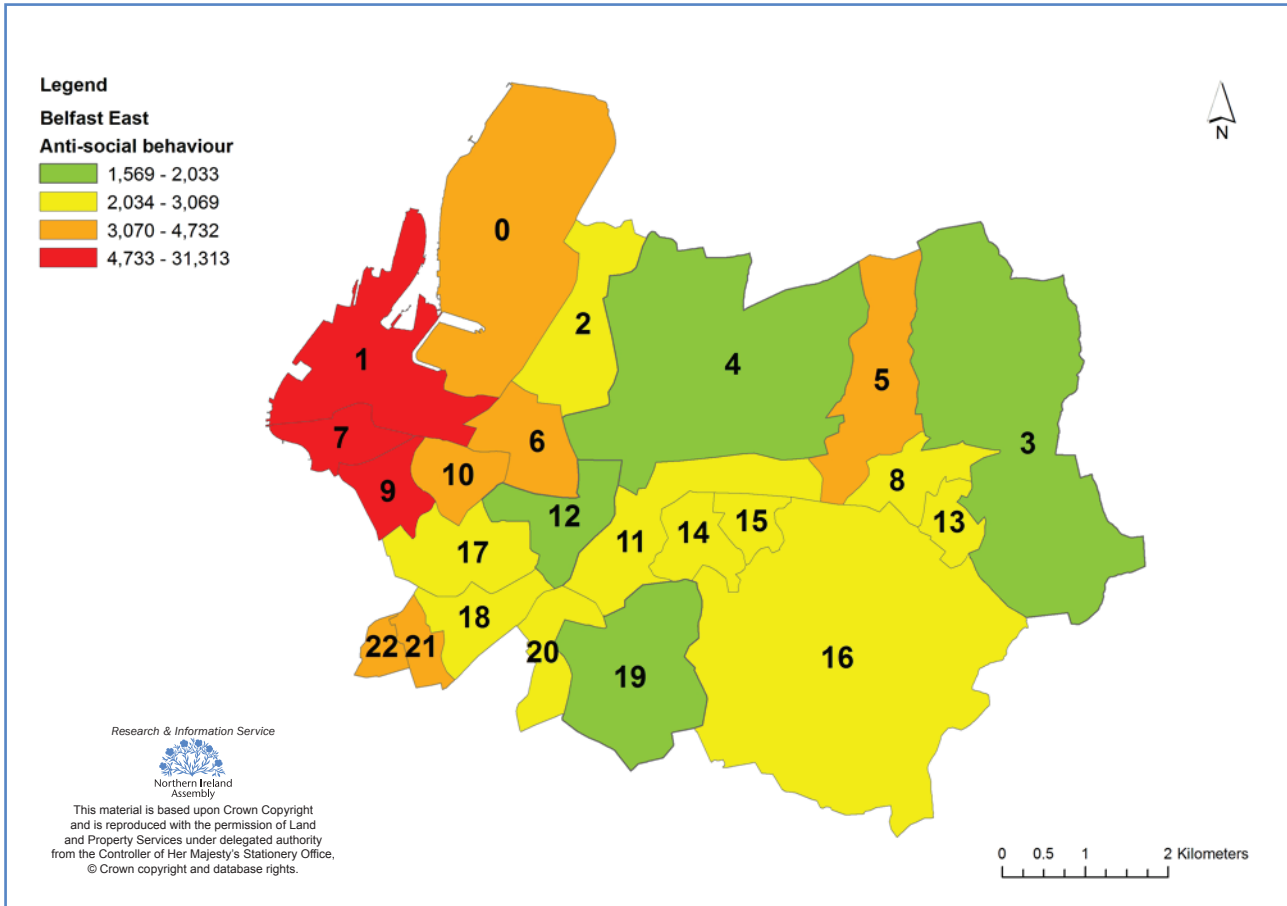 Legend
Belfast East
Anti-social behaviour
1,569 - 2,033
2,034 - 3,069
3,070 - 4,732
4,733 - 31,313
N
0
1
2
3
4
5
6
7
8
9
10
11
12
13
14
15
16
17
18
19
20
21
22
Research & Information Service
Northern Ireland
Assembly
This material is based upon Crown Copyright
and is reproduced with the permission of Land
and Property Services under delegated authority
from the Controller of Her Majesty's Stationery Office,
© Crown copyright and database rights.
0 0.5 1 2 Kilometers